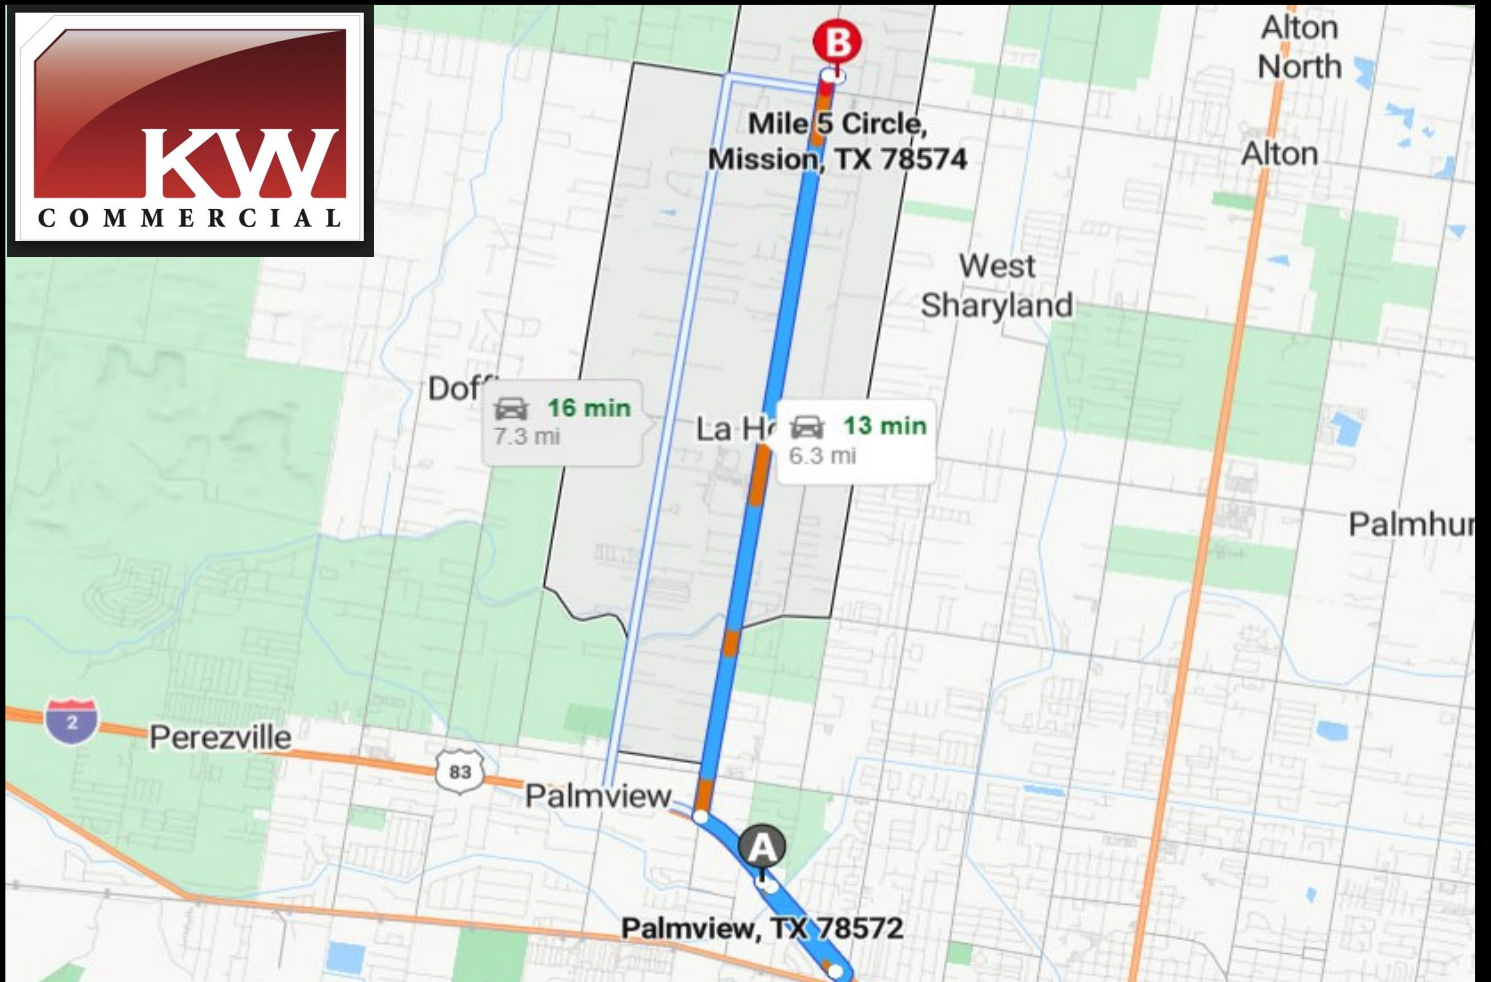 KW
COMMERCIAL
B
Mile 5 Circle,
Mission, TX 78574
Alton
North
Alton
West
Sharyland
16 min
7.3 mi
La
13 min
6.3 mi
2
Perezville
83
Palmview
A
Palmview, TX 78572